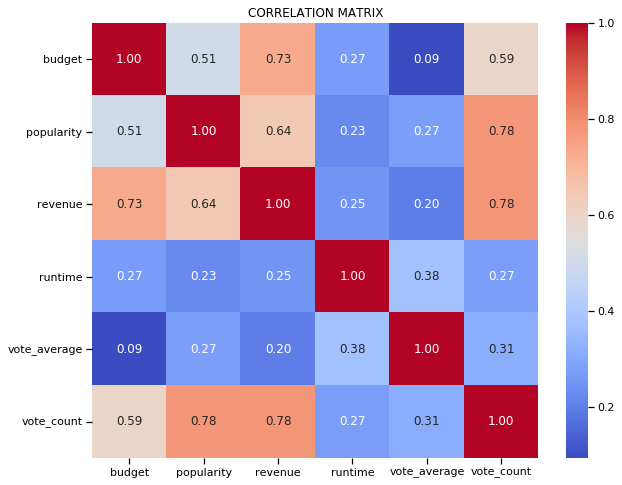 CORRELATION MATRIX
budget 1.00 0.51 0.73 0.27 0.09 0.59
popularity 0.51 1.00 0.64 0.23 0.27 0.78
revenue 0.73 0.64 1.00 0.25 0.20 0.78
runtime 0.27 0.23 0.25 1.00 0.38 0.27
vote_average 0.09 0.27 0.20 0.38 1.00 0.31
vote_count 0.59 0.78 0.78 0.27 0.31 1.00
budget popularity revenue runtime vote_average vote_count
1.0
0.8
0.6
0.4
0.2